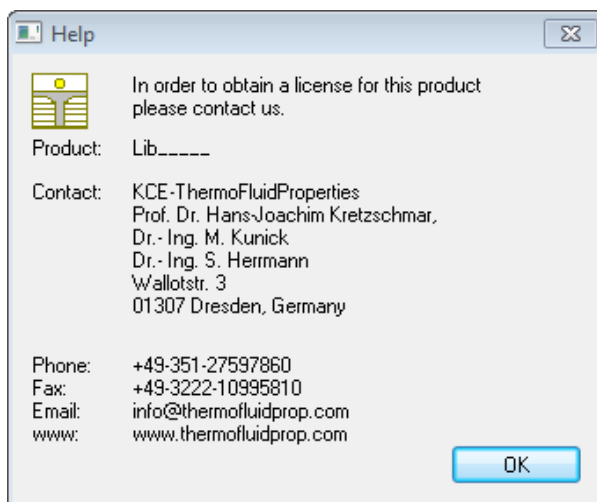 Help
In order to obtain a license for this product
please contact us.
Product: Lib_____
Contact: KCE-ThermoFluidProperties
Prof. Dr. Hans-Joachim Kretzschmar,
Dr.- Ing. M. Kunick
Dr.- Ing. S. Herrmann
Wallotstr. 3
01307 Dresden, Germany
Phone: +49-351-27597860
Fax: +49-3222-10995810
Email: info@thermofluidprop.com
www: www.thermofluidprop.com
OK